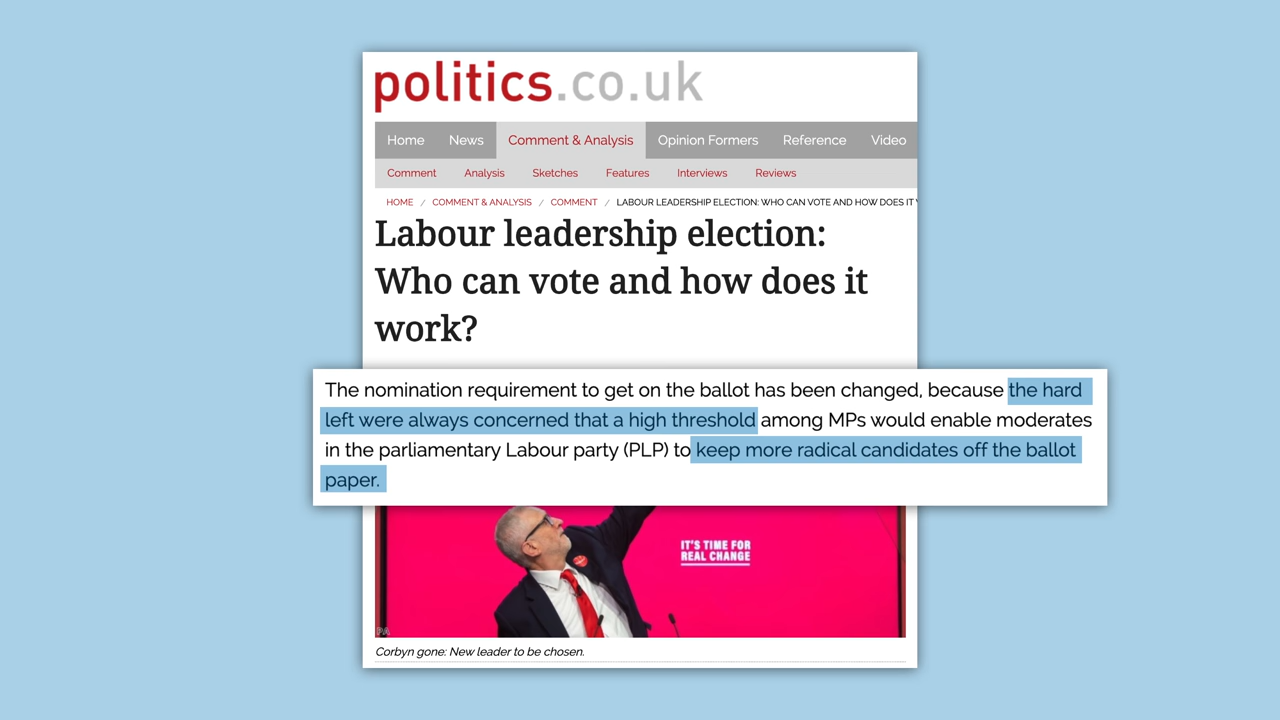 politics.co.uk
Home News Comment & Analysis Opinion Formers Reference Video
Comment Analysis Sketches Features Interviews Reviews
HOME / COMMENT & ANALYSIS / COMMENT / LABOUR LEADERSHIP ELECTION: WHO CAN VOTE AND HOW DOES IT
Labour leadership election:
Who can vote and how does it
work?
The nomination requirement to get on the ballot has been changed, because the hard
left were always concerned that a high threshold among MPs would enable moderates
in the parliamentary Labour party (PLP) to keep more radical candidates off the ballot
paper.
IT'S TIME FOR
REAL CHANGE
PA
Corbyn gone: New leader to be chosen.